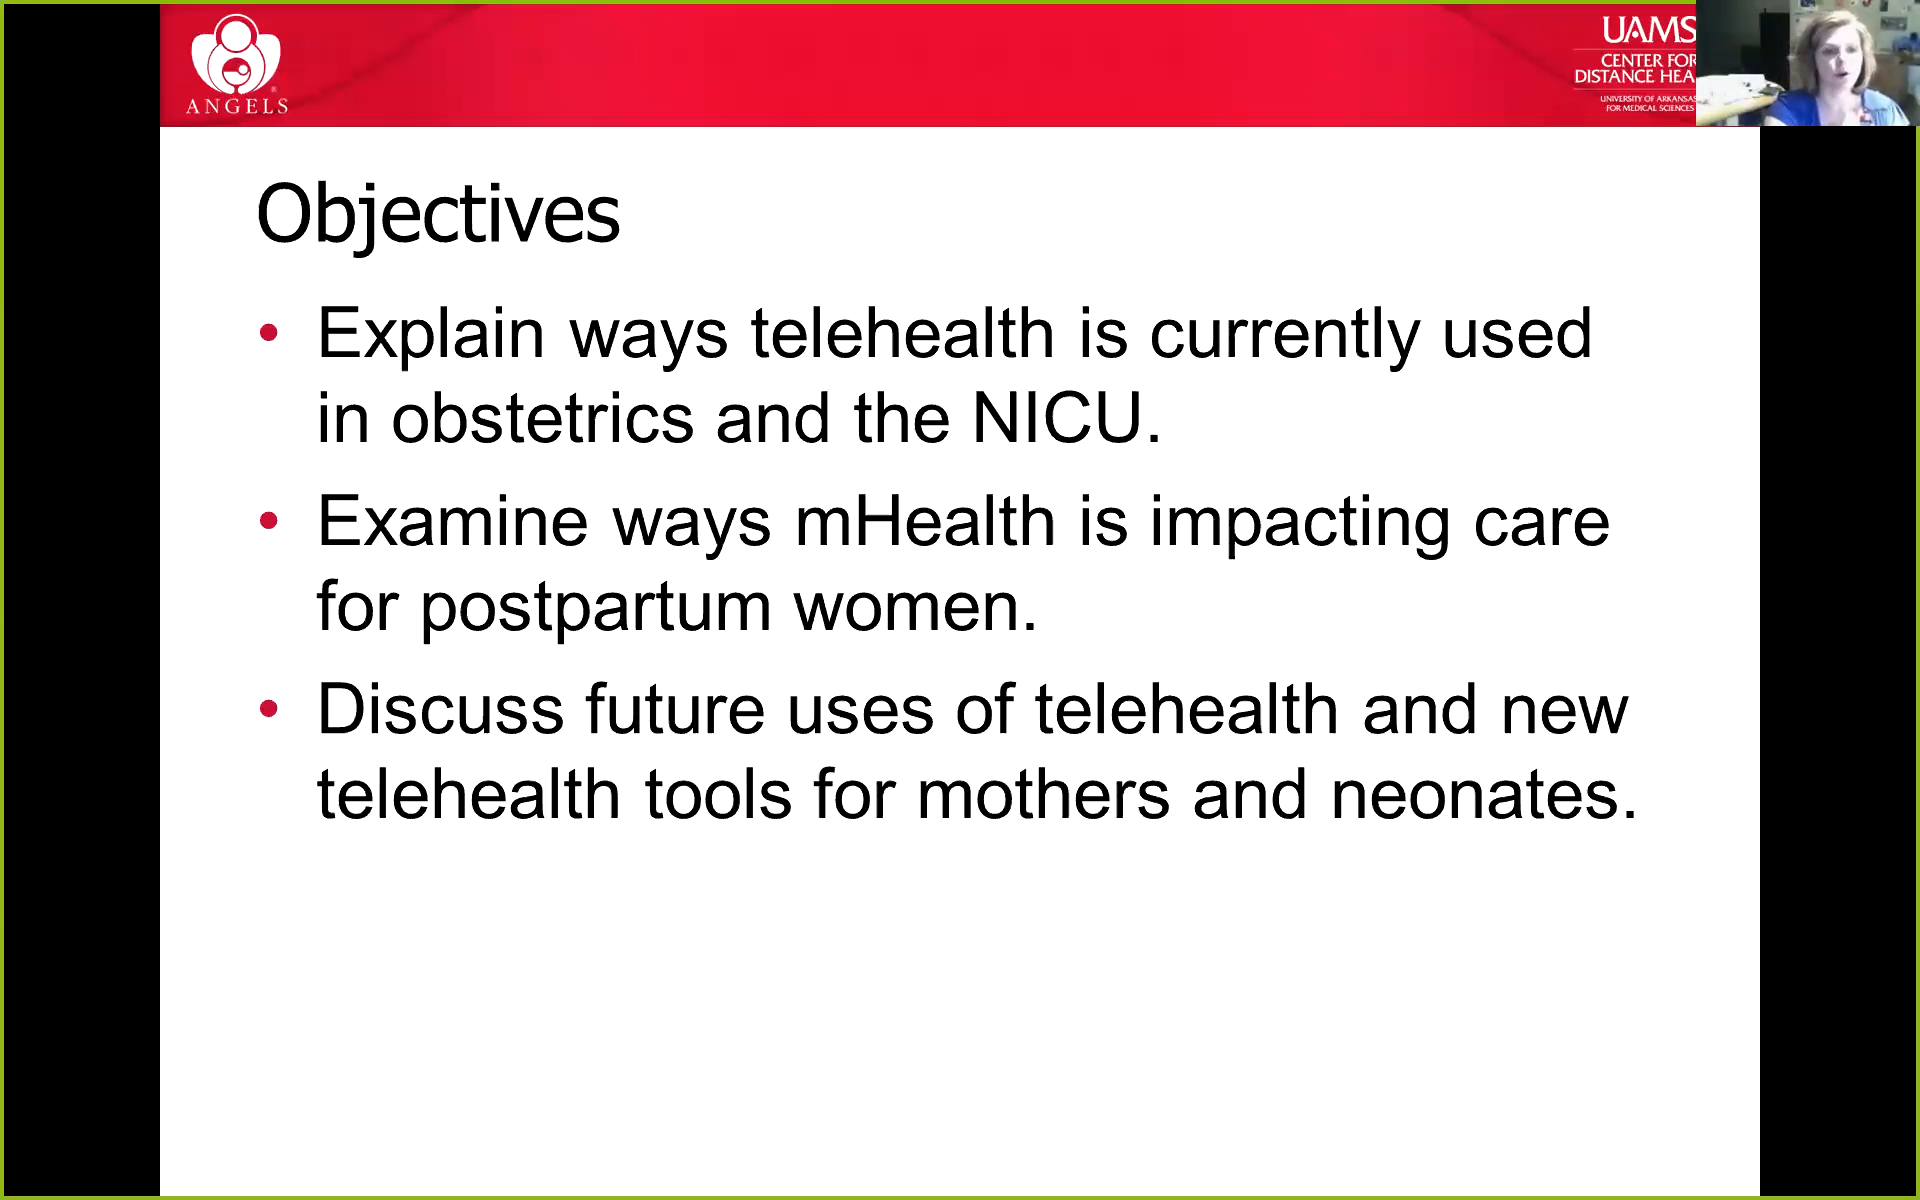 ANGELS
UAMS
CENTER FOR
DISTANCE HEA
UNIVERSITY OF ARKANSAS
FOR MEDICAL SCIENCES
Objectives
• Explain ways telehealth is currently used
in obstetrics and the NICU.
• Examine ways mHealth is impacting care
for postpartum women.
• Discuss future uses of telehealth and new
telehealth tools for mothers and neonates.